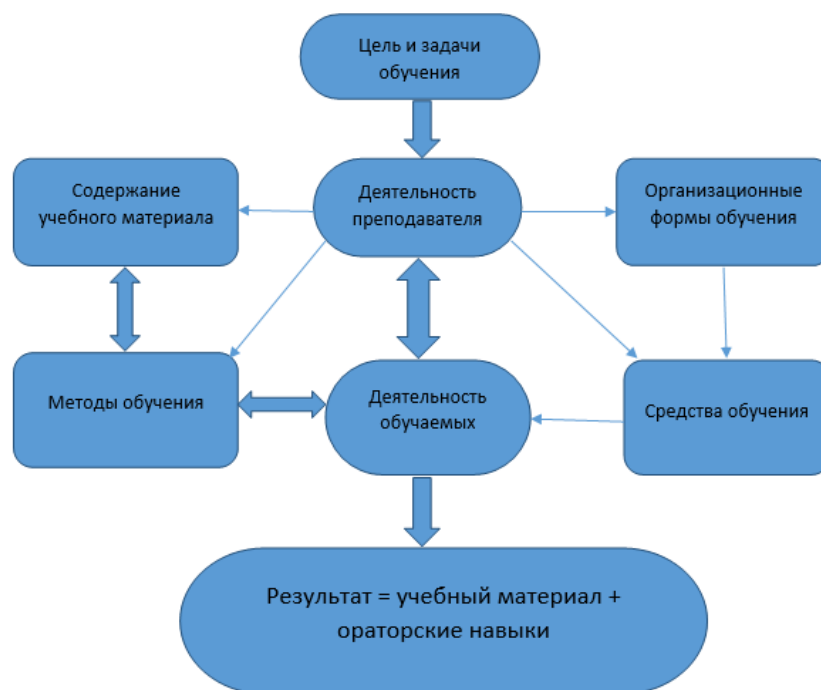 Цель и задачи
обучения
Содержание
учебного материала
Деятельность
преподавателя
Организационные
формы обучения
Методы обучения
Деятельность
обучаемых
Средства обучения
Результат = учебный материал +
ораторские навыки